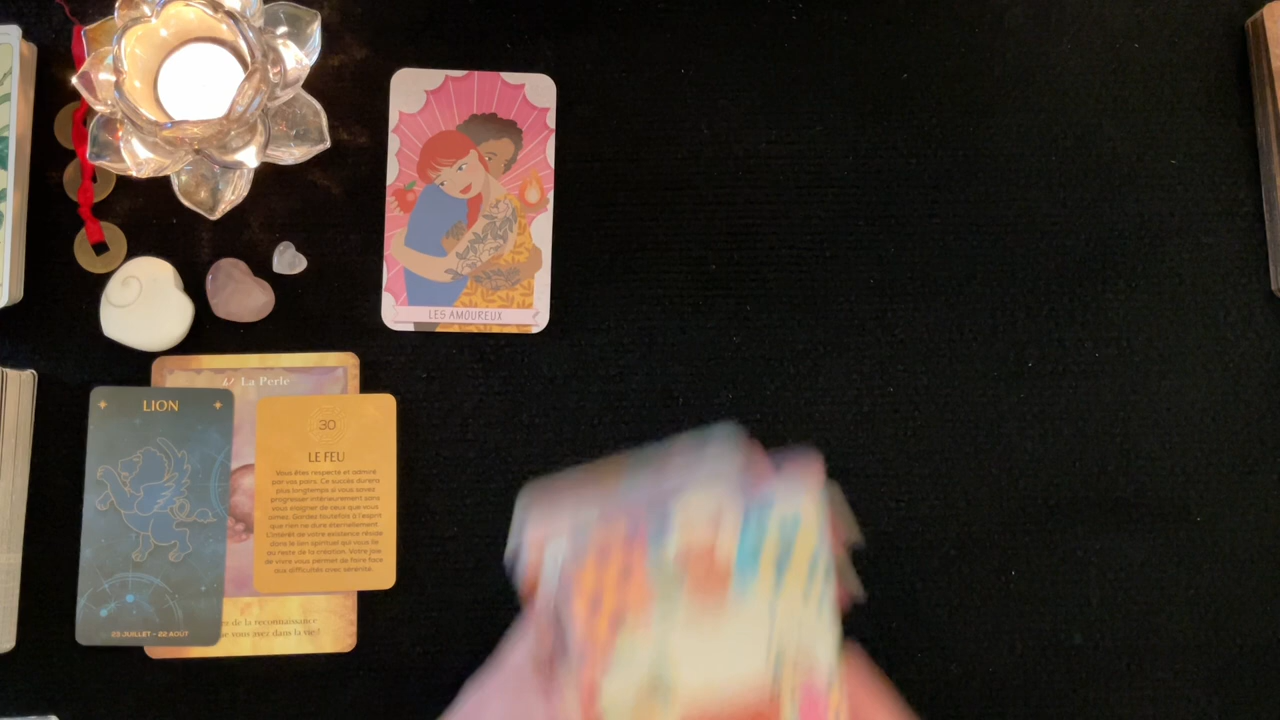 LES AMOUREUX
La Perle
LION
23 JUILLET - 22 AOÛT
30
LE FEU
Vous êtes respecté et admiré
par vos pairs. Ce succès durera
plus longtemps si vous savez
progresser intérieurement sans
vous éloigner de ceux que vous
aimez. Gardez toutefois à l'esprit
que rien ne dure éternellement.
L'intérêt de votre existence réside
dans le lien spirituel qui vous lie
au reste de la création. Votre joie
de vivre vous permet de faire face
aux difficultés avec sérénité.
de la reconnaissance
vous avez dans la vie !